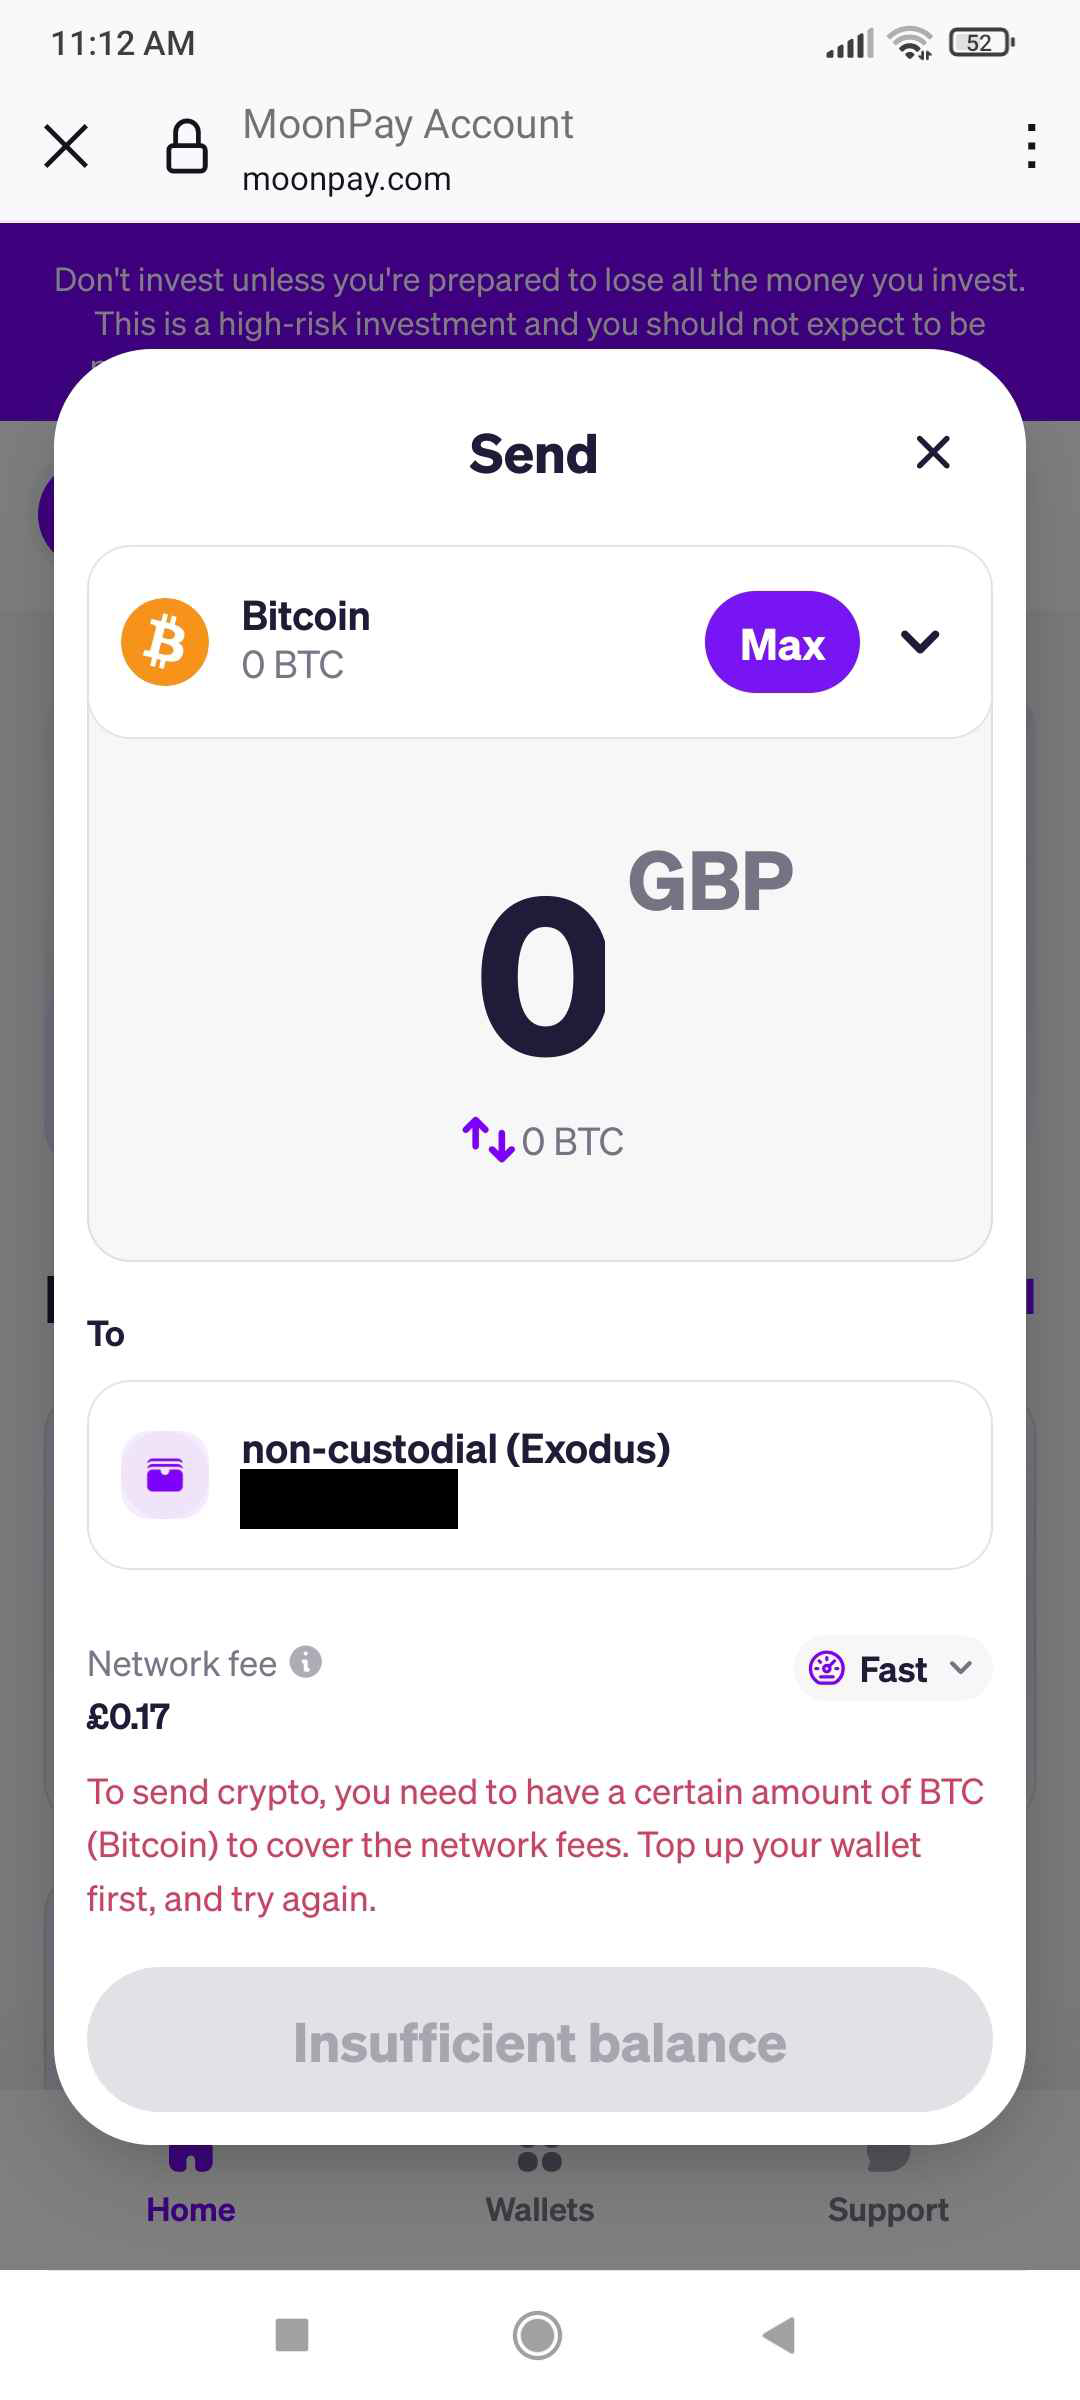 11:12 AM
52
MoonPay Account
moonpay.com
Don't invest unless you're prepared to lose all the money you invest.
This is a high-risk investment and you should not expect to be
Send
Bitcoin
0 BTC
Max
GBP
0
0 BTC
To
non-custodial (Exodus)
Network fee
£0.17
Fast
To send crypto, you need to have a certain amount of BTC
(Bitcoin) to cover the network fees. Top up your wallet
first, and try again.
Insufficient balance
Home
Wallets
Support